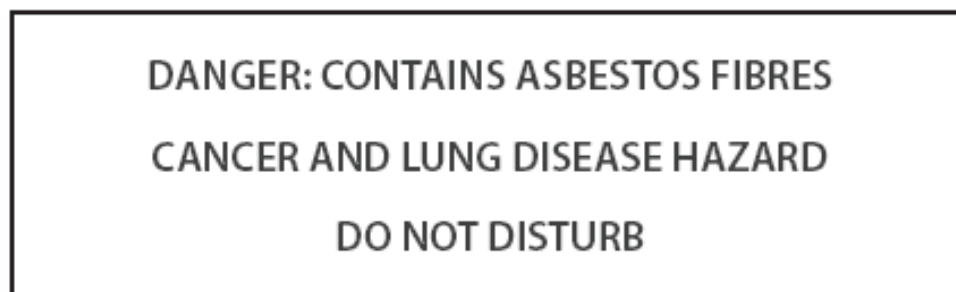 DANGER: CONTAINS ASBESTOS FIBRES
CANCER AND LUNG DISEASE HAZARD
DO NOT DISTURB